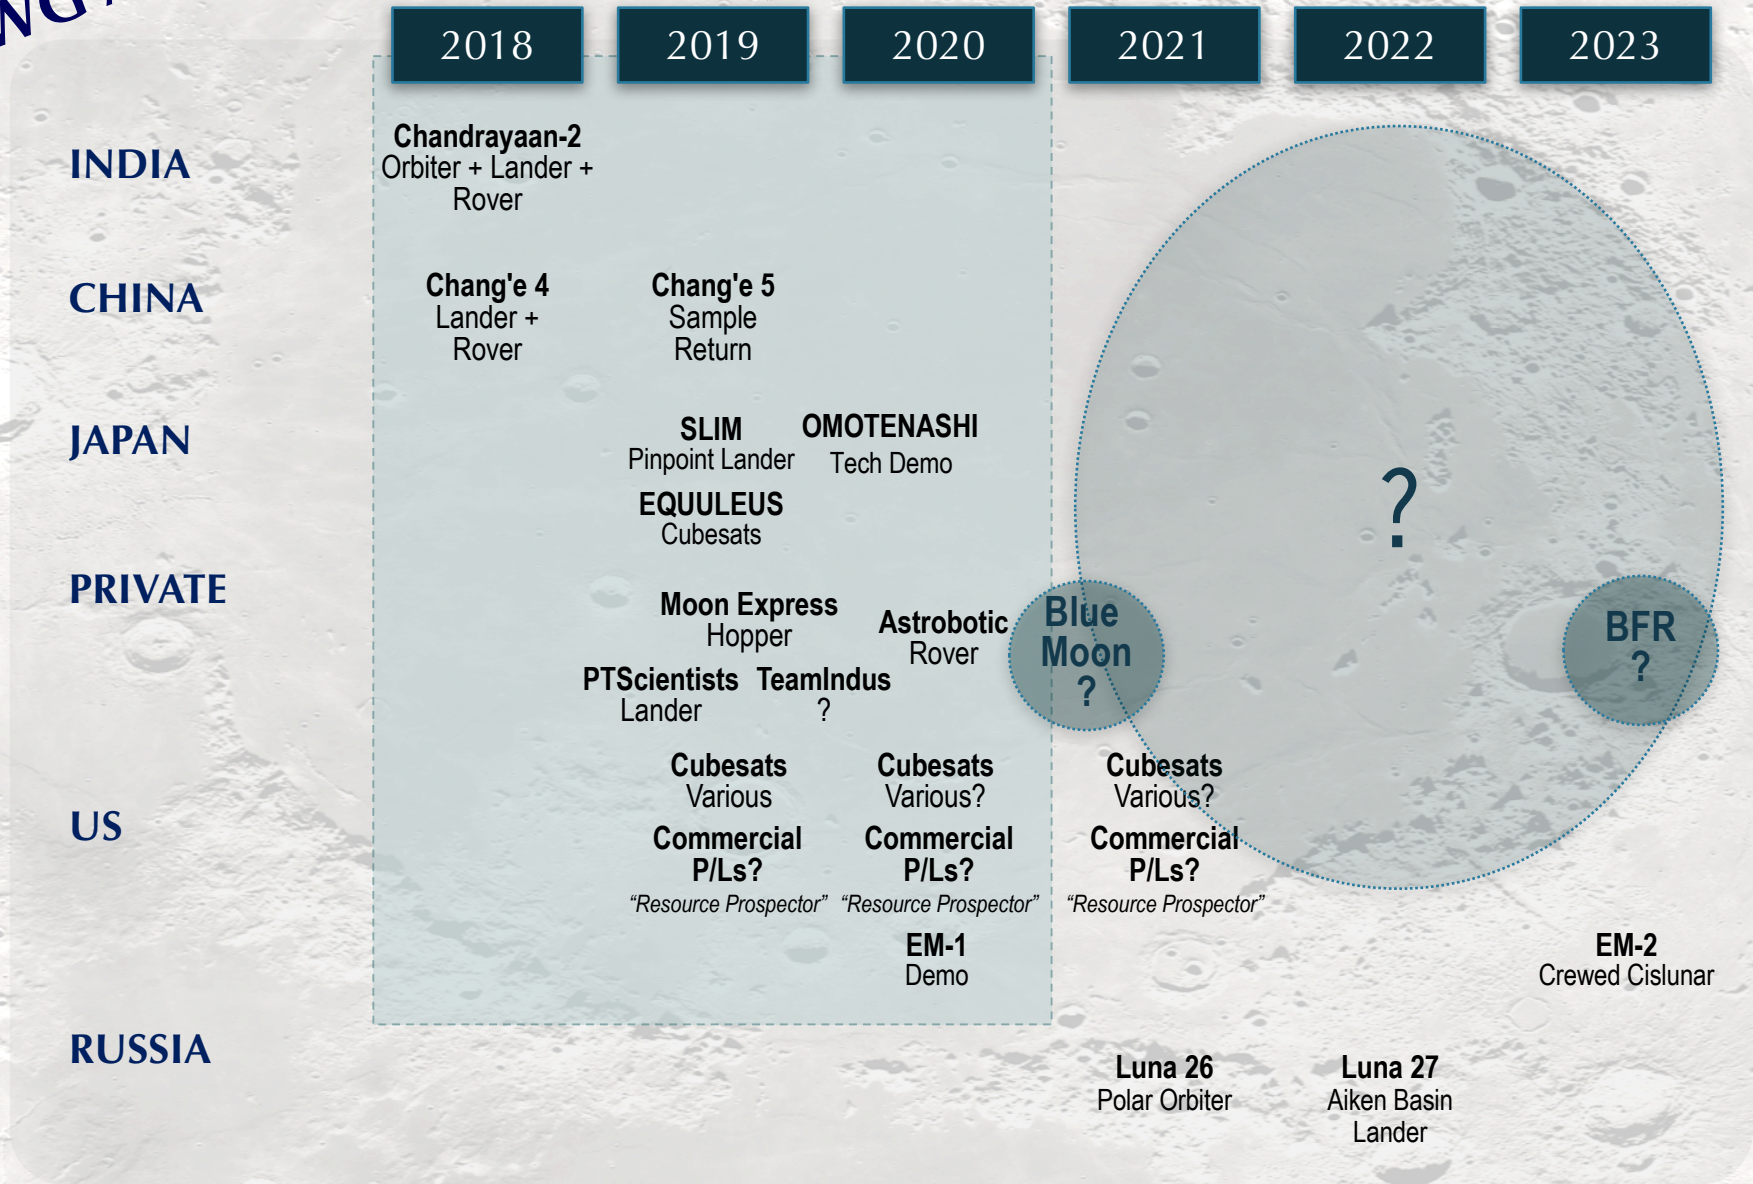 2018 2019 2020 2021 2022 2023
INDIA
Chandrayaan-2
Orbiter + Lander +
Rover
CHINA
Chang'e 4
Lander +
Rover
Chang'e 5
Sample
Return
JAPAN
SLIM
Pinpoint Lander
OMOTENASHI
Tech Demo
EQUULEUS
Cubesats
?
PRIVATE
Moon Express
Hopper
Astrobotic
Rover
PTScientists
Lander
TeamIndus
?
Blue
Moon
?
BFR
?
US
Cubesats
Various
Cubesats
Various?
Cubesats
Various?
Commercial
P/Ls?
“Resource Prospector”
Commercial
P/Ls?
“Resource Prospector”
Commercial
P/Ls?
“Resource Prospector”
EM-1
Demo
EM-2
Crewed Cislunar
RUSSIA
Luna 26
Polar Orbiter
Luna 27
Aiken Basin
Lander